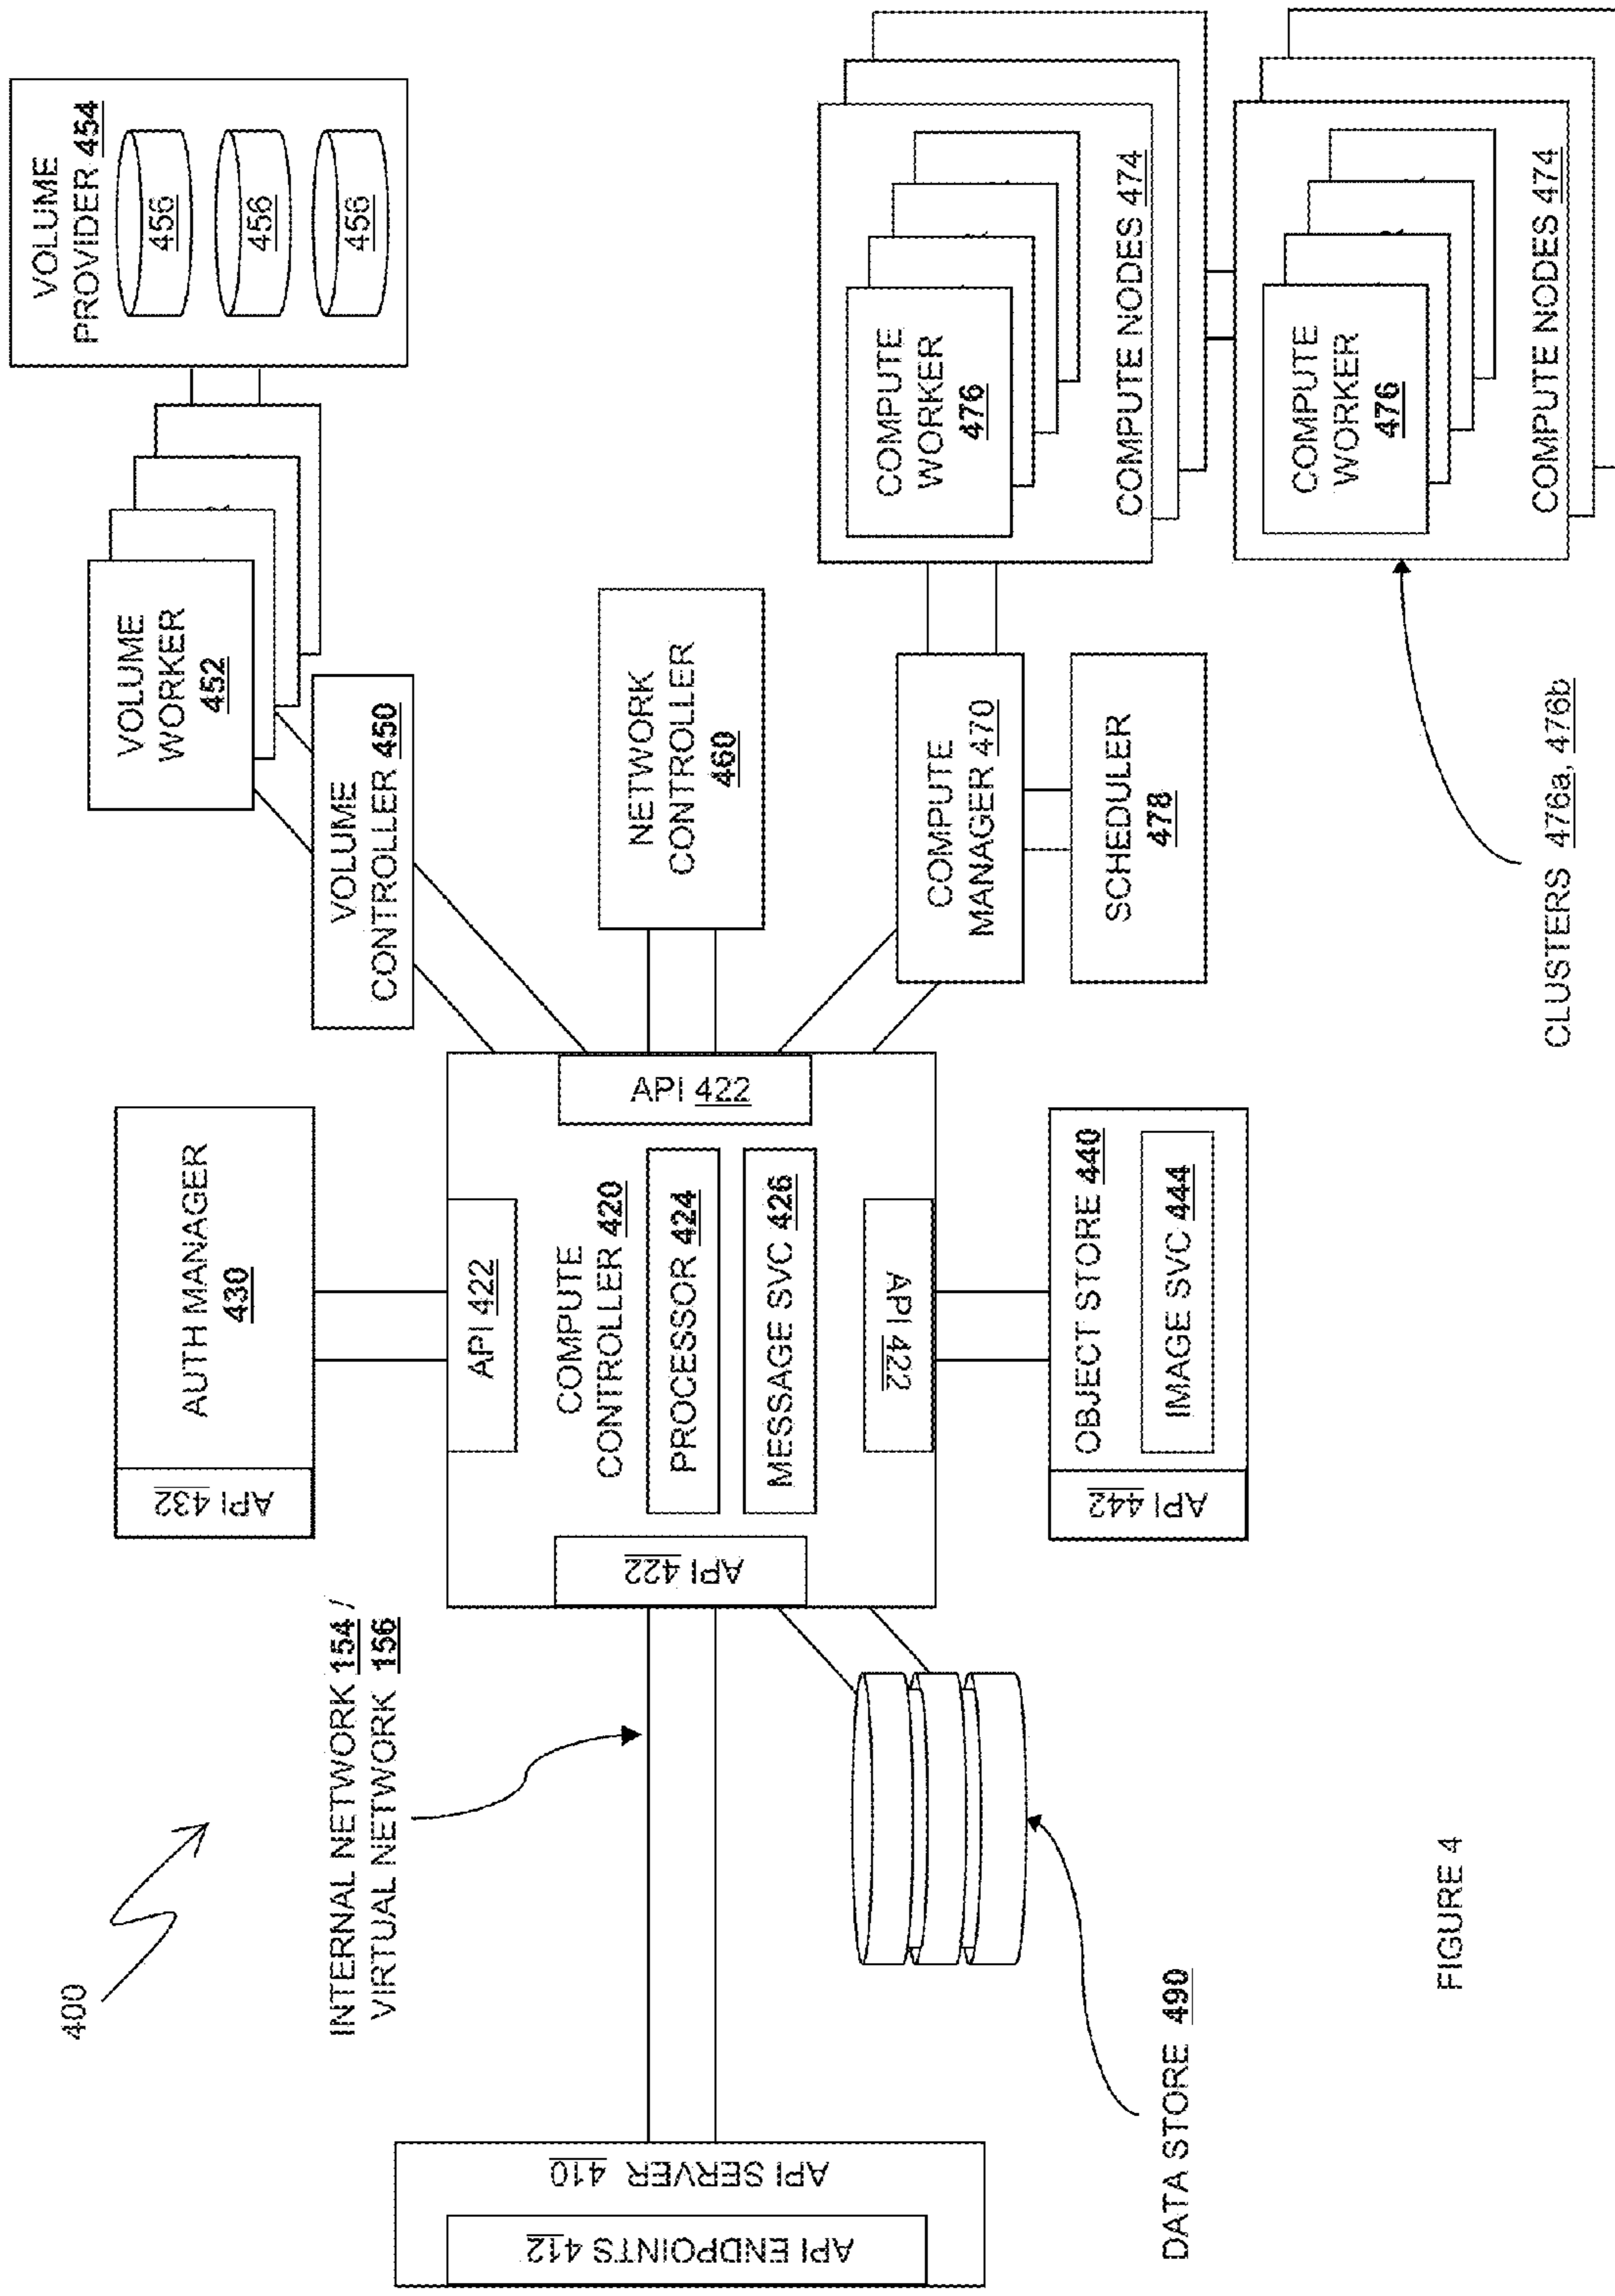 400
INTERNAL NETWORK 154 /
VIRTUAL NETWORK 156
API SERVER 410
API ENDPOINTS 412
DATA STORE 490
AUTH MANAGER
430
API 432
API 422
API 422
API 422
API 422
COMPUTE
CONTROLLER 420
PROCESSOR 424
MESSAGE SVC 426
OBJECT STORE 440
IMAGE SVC 444
API 442
VOLUME
CONTROLLER 450
VOLUME
WORKER
452
VOLUME
PROVIDER 454
456
456
456
NETWORK
CONTROLLER
460
COMPUTE
MANAGER 470
SCHEDULER
478
COMPUTE
WORKER
476
COMPUTE NODES 474
COMPUTE
WORKER
476
COMPUTE NODES 474
CLUSTERS 476a, 476b
FIGURE 4